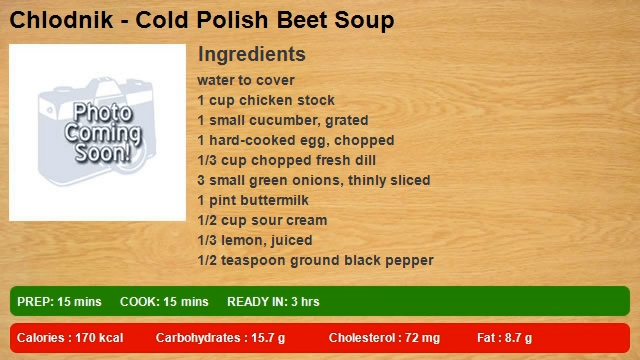 Chlodnik - Cold Polish Beet Soup
Photo
Coming
Soon!
Ingredients
water to cover
1 cup chicken stock
1 small cucumber, grated
1 hard-cooked egg, chopped
1/3 cup chopped fresh dill
3 small green onions, thinly sliced
1 pint buttermilk
1/2 cup sour cream
1/3 lemon, juiced
1/2 teaspoon ground black pepper
PREP: 15 mins COOK: 15 mins READY IN: 3 hrs
Calories : 170 kcal Carbohydrates : 15.7 g Cholesterol : 72 mg Fat : 8.7 g